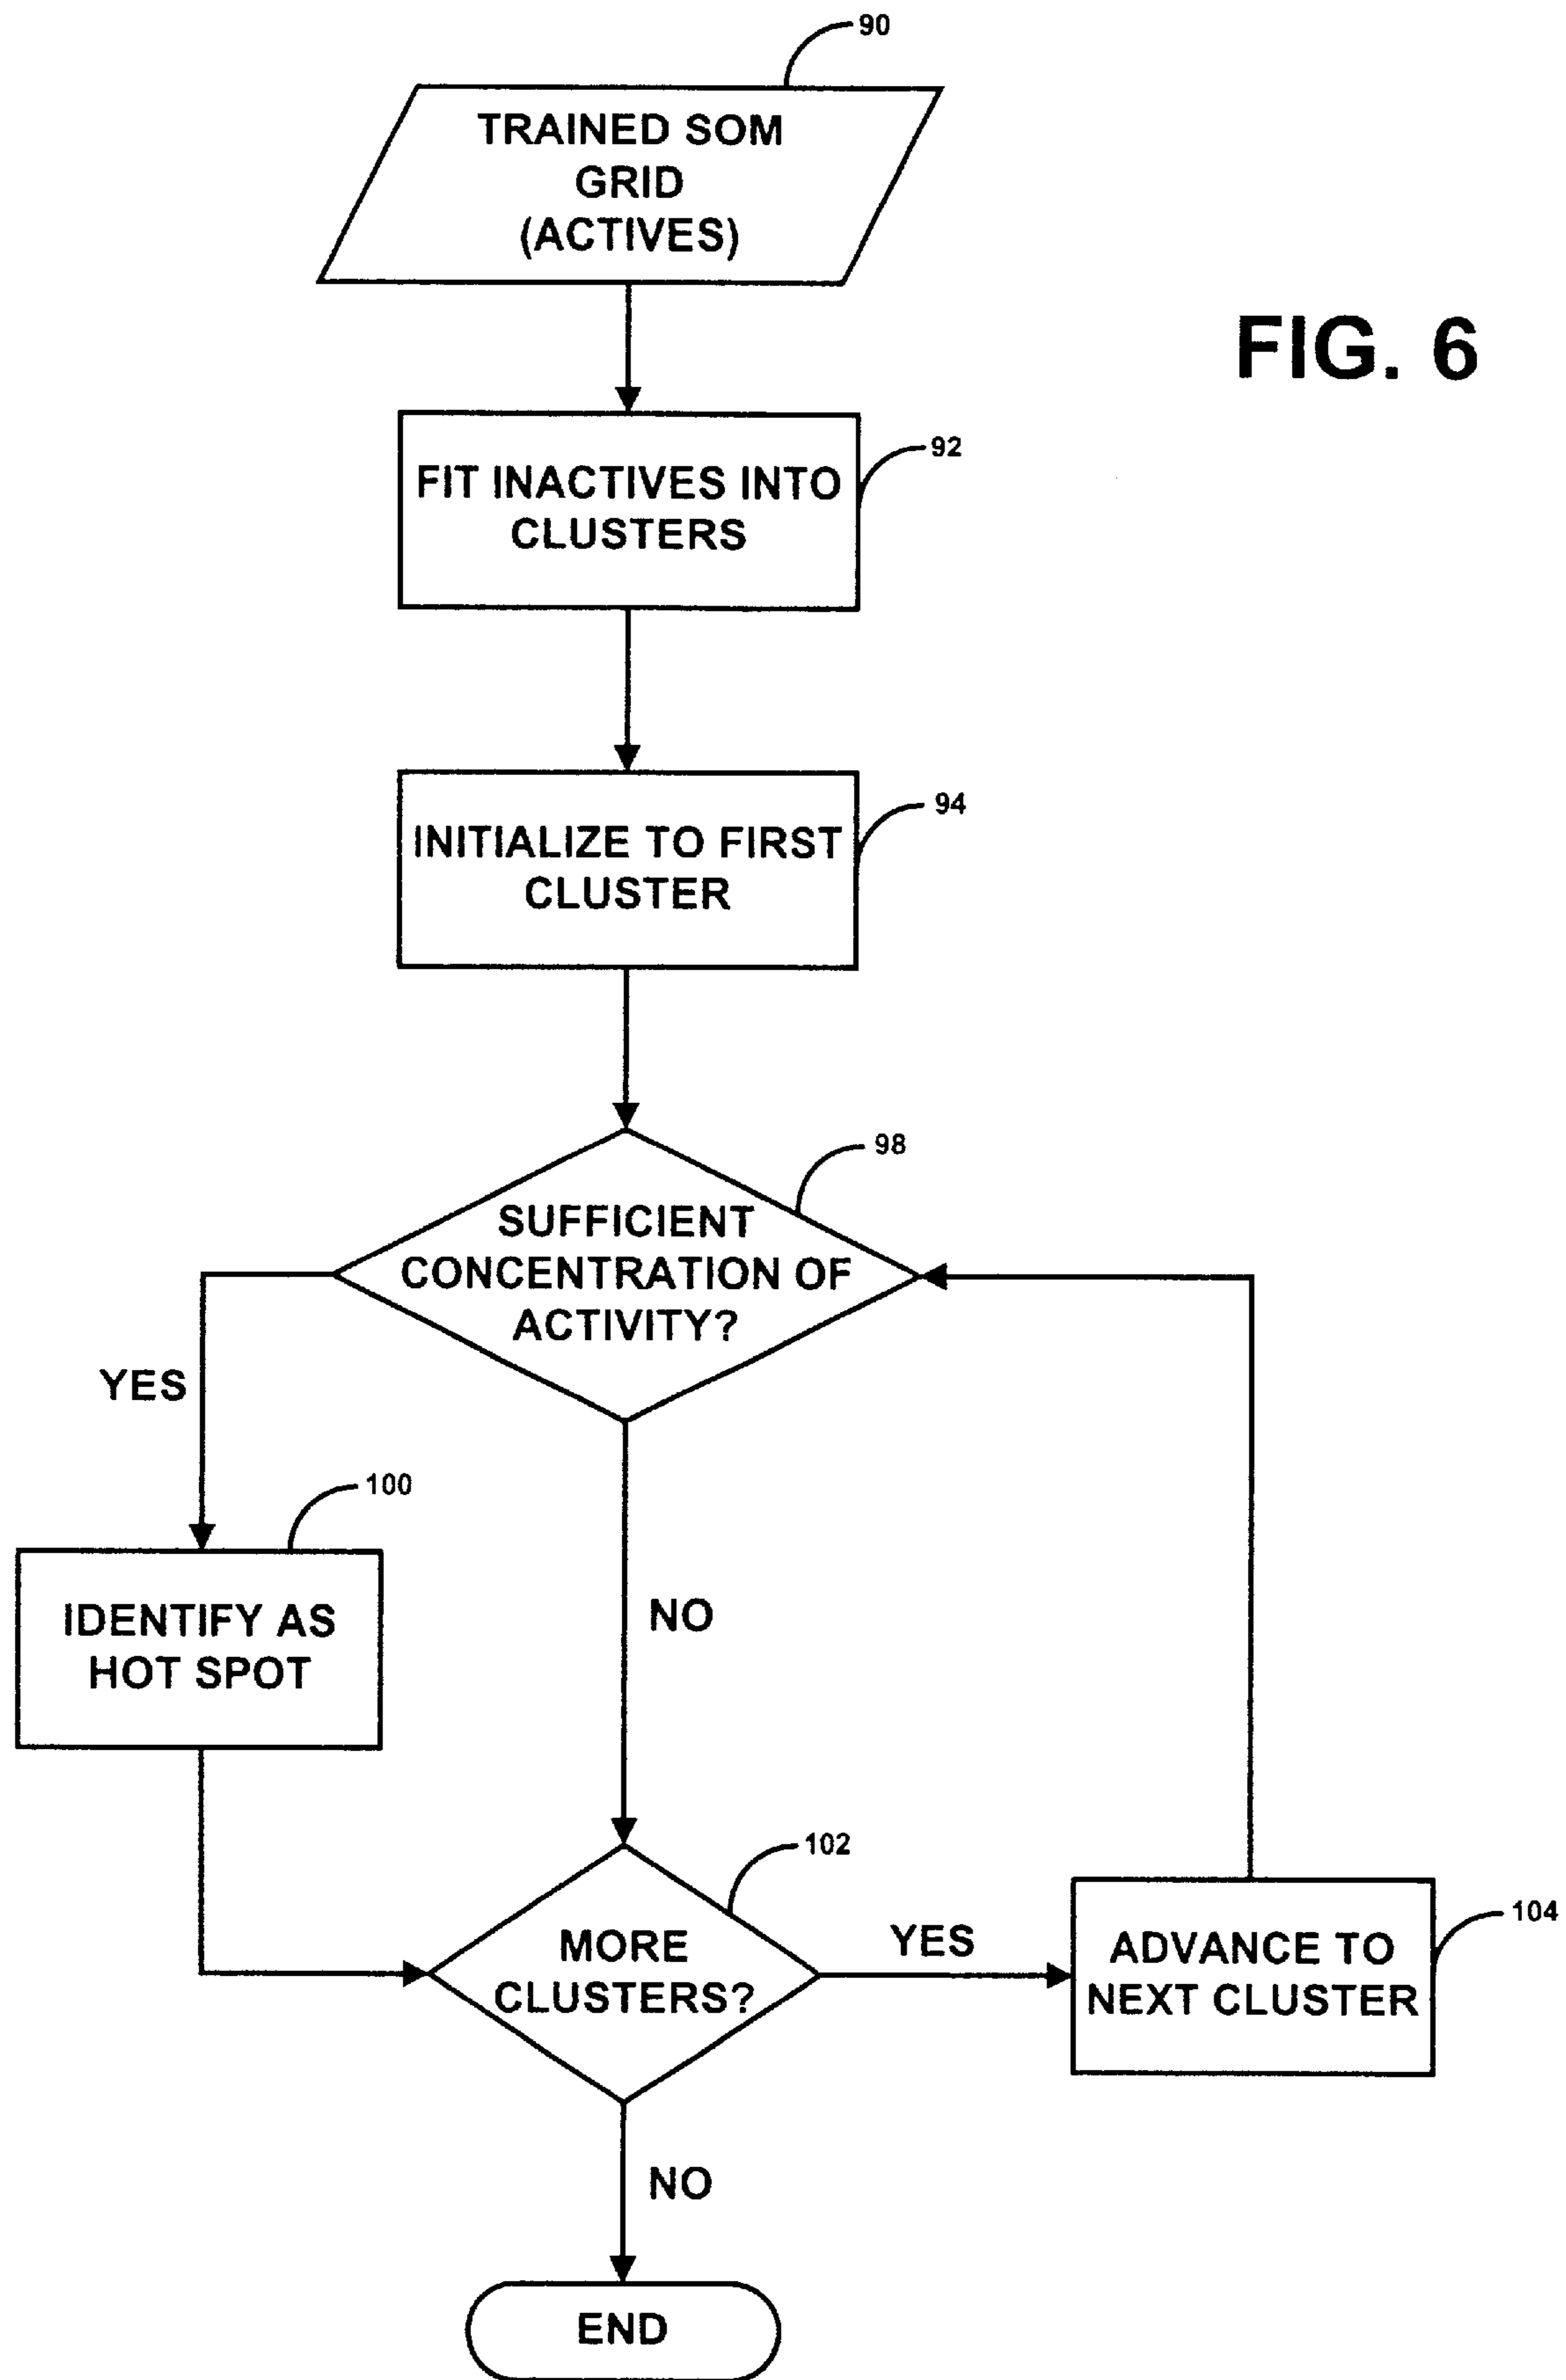 90
TRAINED SOM
GRID
(ACTIVES)
FIG. 6
92
FIT INACTIVES INTO
CLUSTERS
94
INITIALIZE TO FIRST
CLUSTER
98
SUFFICIENT
CONCENTRATION OF
ACTIVITY?
YES
100
IDENTIFY AS
HOT SPOT
NO
102
MORE
CLUSTERS?
YES
104
ADVANCE TO
NEXT CLUSTER
NO
END